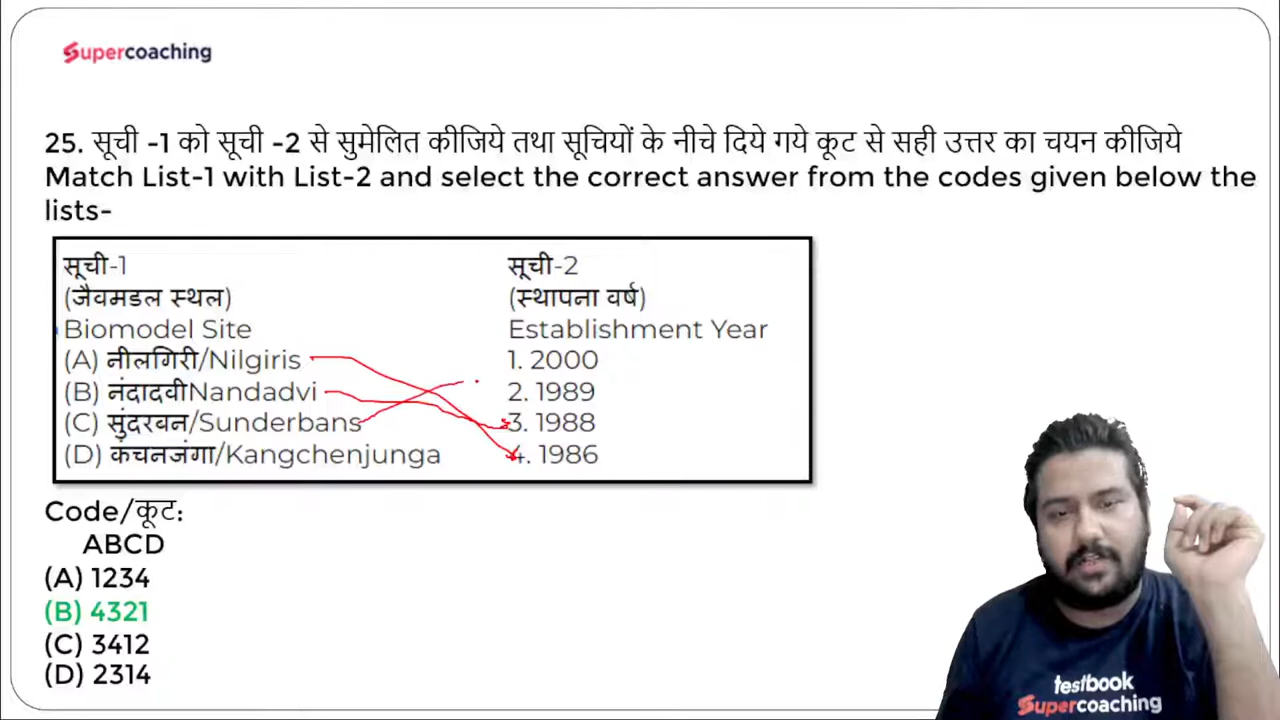 Supercoaching
25. सूची -1 को सूची -2 से सुमेलित कीजिये तथा सूचियों के नीचे दिये गये कूट से सही उत्तर का चयन कीजिये
Match List-1 with List-2 and select the correct answer from the codes given below the
lists-
सूची-1 सूची-2
(जैवमडल स्थल) (स्थापना वर्ष)
Biomodel Site Establishment Year
(A) नीलगिरी/Nilgiris 1. 2000
(B) नंदादवीNandadvi 2. 1989
(C) सुंदरबन/Sunderbans 3. 1988
(D) कंचनजंगा/Kangchenjunga 4. 1986
Code/कूट:
ABCD
(A) 1234
(B) 4321
(C) 3412
(D) 2314
testbook
Supercoaching